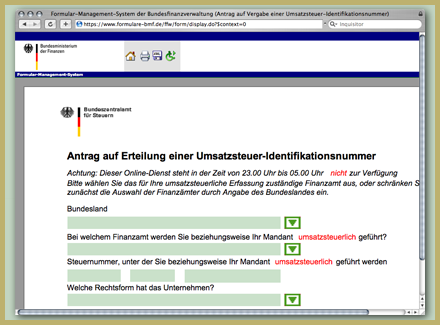 Formular-Management-System der Bundesfinanzverwaltung (Antrag auf Vergabe einer Umsatzsteuer-Identifikationsnummer)
https://www.formulare-bmf.de/ffw/form/display.do?$context=0
Inquisitor
Bundesministerium
der Finanzen
Formular-Management-System
Bundeszentralamt
für Steuern
Antrag auf Erteilung einer Umsatzsteuer-Identifikationsnummer
Achtung: Dieser Online-Dienst steht in der Zeit von 23.00 Uhr bis 05.00 Uhr nicht zur Verfügung
Bitte wählen Sie das für Ihre umsatzsteuerliche Erfassung zuständige Finanzamt aus, oder schränken S
zunächst die Auswahl der Finanzämter durch Angabe des Bundeslandes ein.
Bundesland
Bei welchem Finanzamt werden Sie beziehungsweise Ihr Mandant umsatzsteuerlich geführt?
Steuernummer, unter der Sie beziehungsweise Ihr Mandant umsatzsteuerlich geführt werden
Welche Rechtsform hat das Unternehmen?